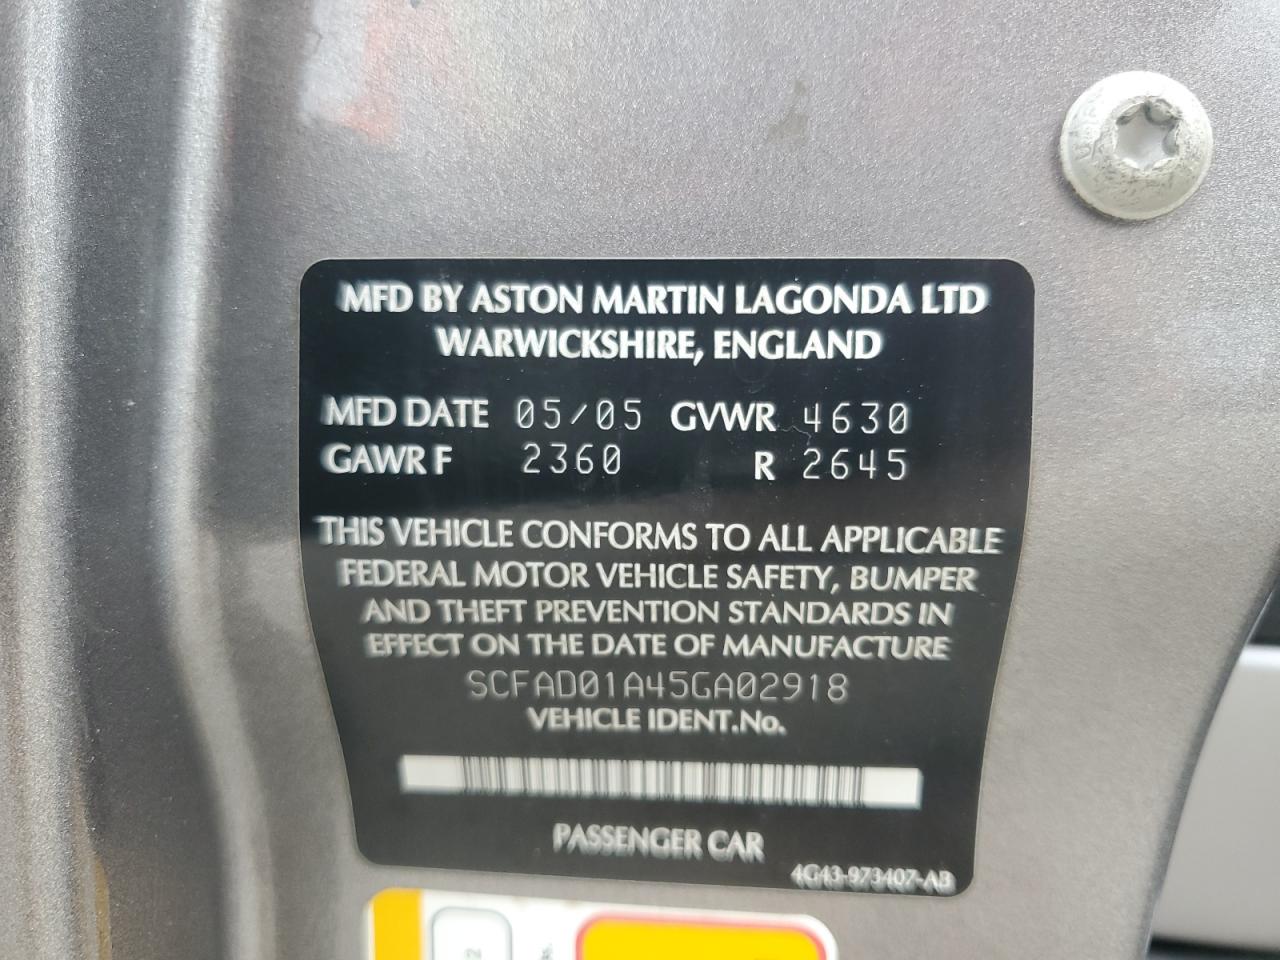 MFD BY ASTON MARTIN LAGONDA LTD
WARWICKSHIRE, ENGLAND
MFD DATE 05/05 GVWR 4630
GAWR F 2360 R 2645
THIS VEHICLE CONFORMS TO ALL APPLICABLE
FEDERAL MOTOR VEHICLE SAFETY, BUMPER
AND THEFT PREVENTION STANDARDS IN
EFFECT ON THE DATE OF MANUFACTURE
SCFAD01A45GA02918
VEHICLE IDENT.No.
PASSENGER CAR
4G43-973407-AB